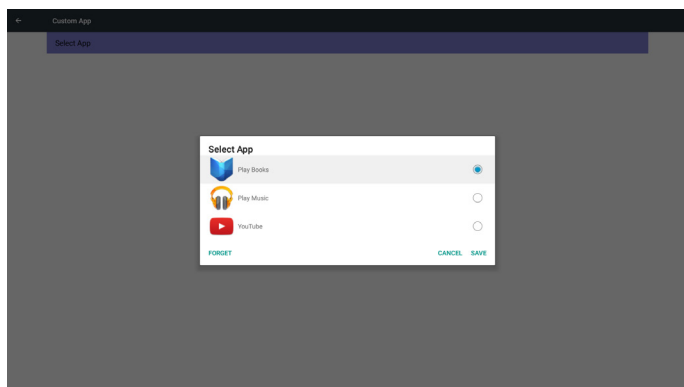 Custom App
Select App
Select App
Play Books
Play Music
YouTube
FORGET CANCEL SAVE